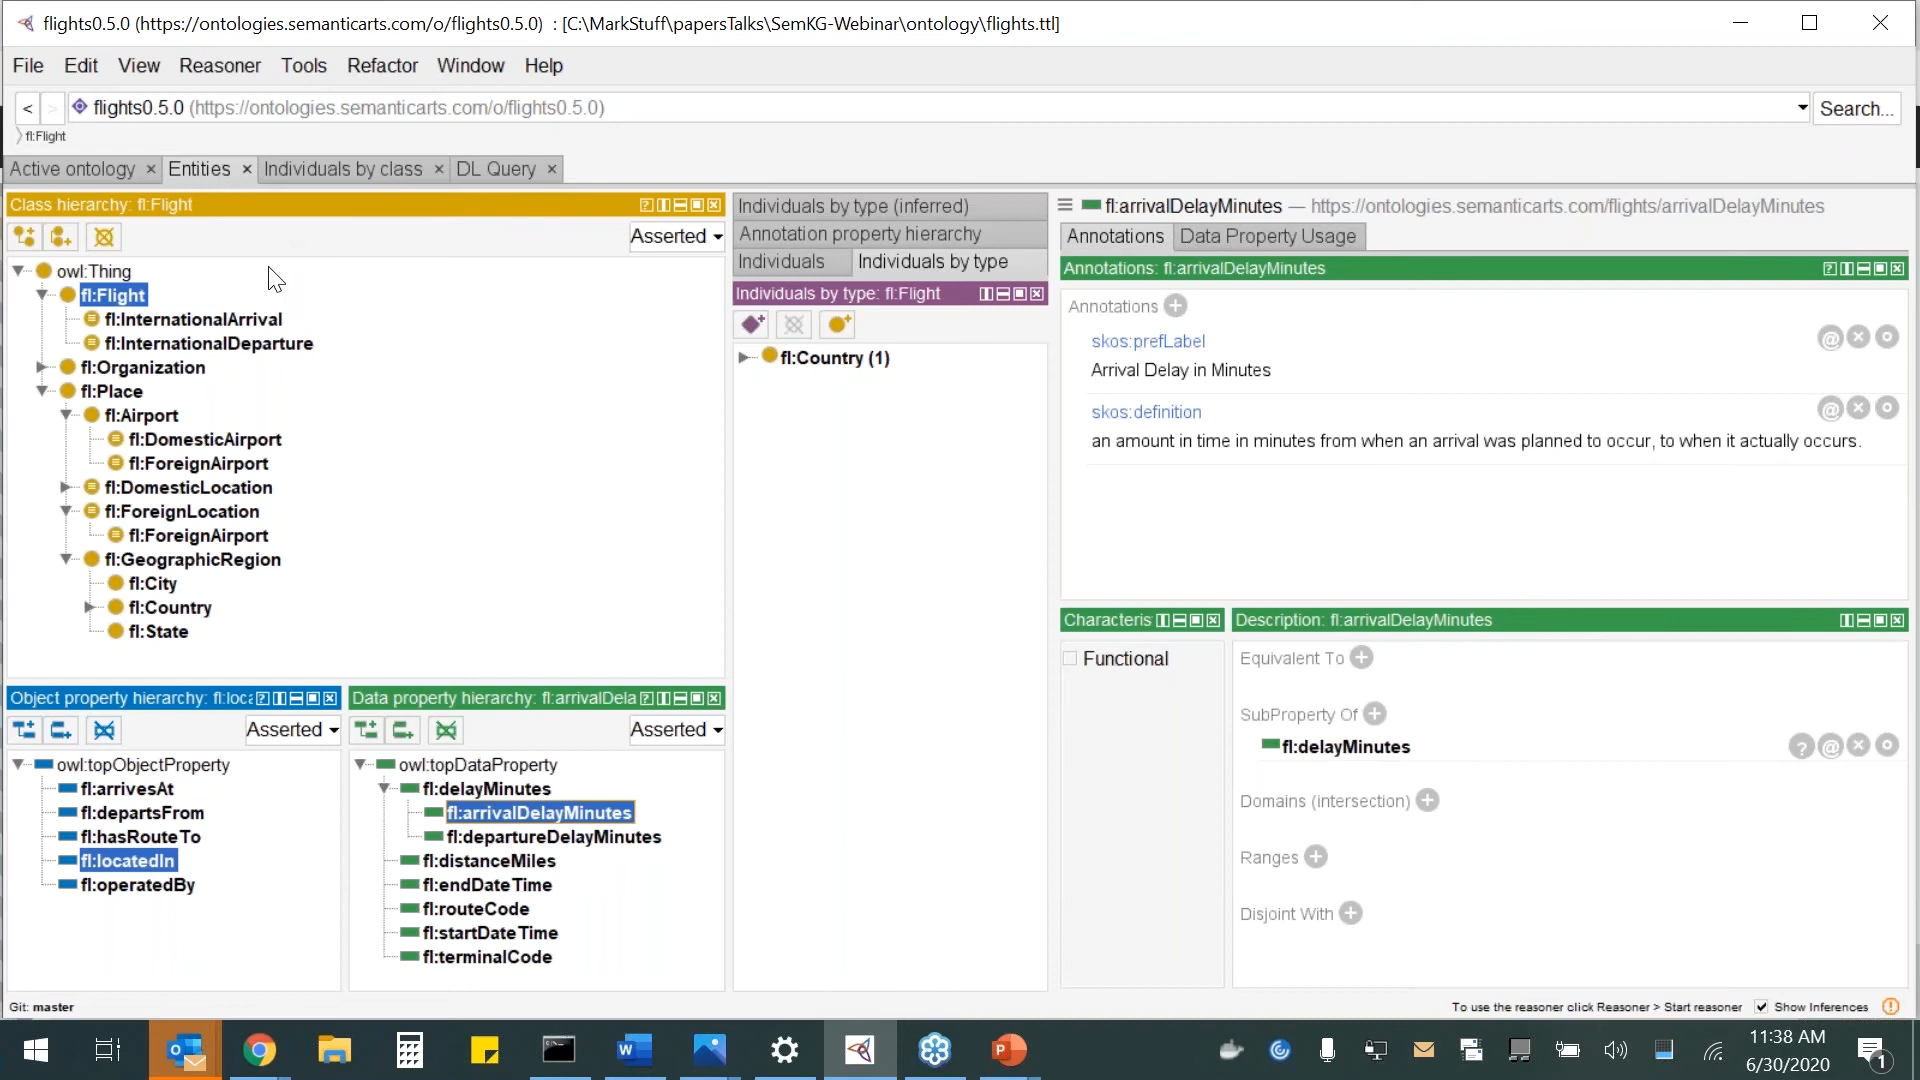 flights0.5.0 (https://ontologies.semanticarts.com/o/flights0.5.0) : [C:\MarkStuff\papersTalks\SemKG-Webinar\ontology\flights.ttl]
File Edit View Reasoner Tools Refactor Window Help
< > flights0.5.0 (https://ontologies.semanticarts.com/o/flights0.5.0) Search...
fl:Flight
Active ontology × Entities × Individuals by class × DL Query ×
Class hierarchy: fl:Flight
Asserted
owl:Thing
fl:Flight
fl:InternationalArrival
fl:InternationalDeparture
fl:Organization
fl:Place
fl:Airport
fl:DomesticAirport
fl:ForeignAirport
fl:DomesticLocation
fl:ForeignLocation
fl:ForeignAirport
fl:GeographicRegion
fl:City
fl:Country
fl:State
Object property hierarchy: fl:loca
Asserted
owl:topObjectProperty
fl:arrivesAt
fl:departsFrom
fl:hasRouteTo
fl:locatedIn
fl:operatedBy
Data property hierarchy: fl:arrivalDela
Asserted
owl:topDataProperty
fl:delayMinutes
fl:arrivalDelayMinutes
fl:departureDelayMinutes
fl:distanceMiles
fl:endDateTime
fl:routeCode
fl:startDateTime
fl:terminalCode
Individuals by type (inferred)
Annotation property hierarchy
Individuals Individuals by type
Individuals by type: fl:Flight
fl:Country (1)
fl:arrivalDelayMinutes — https://ontologies.semanticarts.com/flights/arrivalDelayMinutes
Annotations Data Property Usage
Annotations: fl:arrivalDelayMinutes
Annotations
skos:prefLabel
Arrival Delay in Minutes
skos:definition
an amount in time in minutes from when an arrival was planned to occur, to when it actually occurs.
Characteris
Functional
Description: fl:arrivalDelayMinutes
Equivalent To
SubProperty Of
fl:delayMinutes
Domains (intersection)
Ranges
Disjoint With
Git: master
To use the reasoner click Reasoner > Start reasoner Show Inferences
11:38 AM
6/30/2020
1